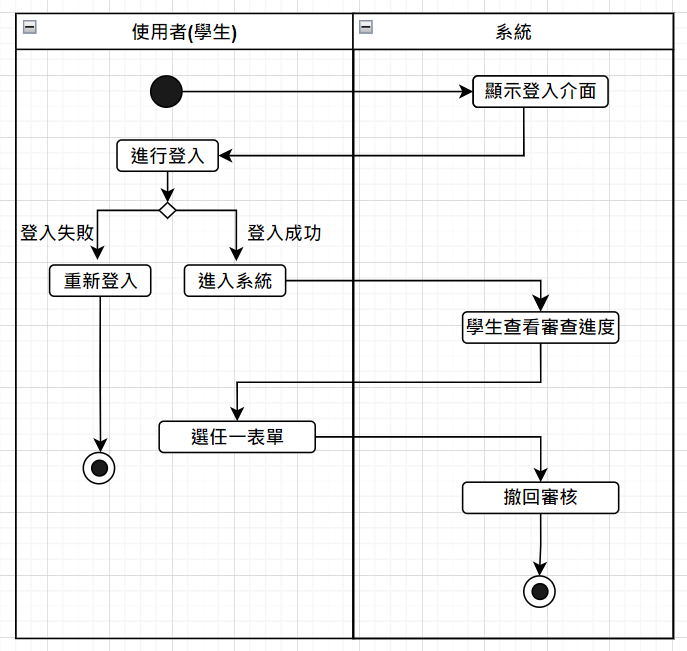 使用者(學生)
系統
顯示登入介面
進行登入
登入失敗
登入成功
重新登入
進入系統
學生查看審查進度
選任一表單
撤回審核